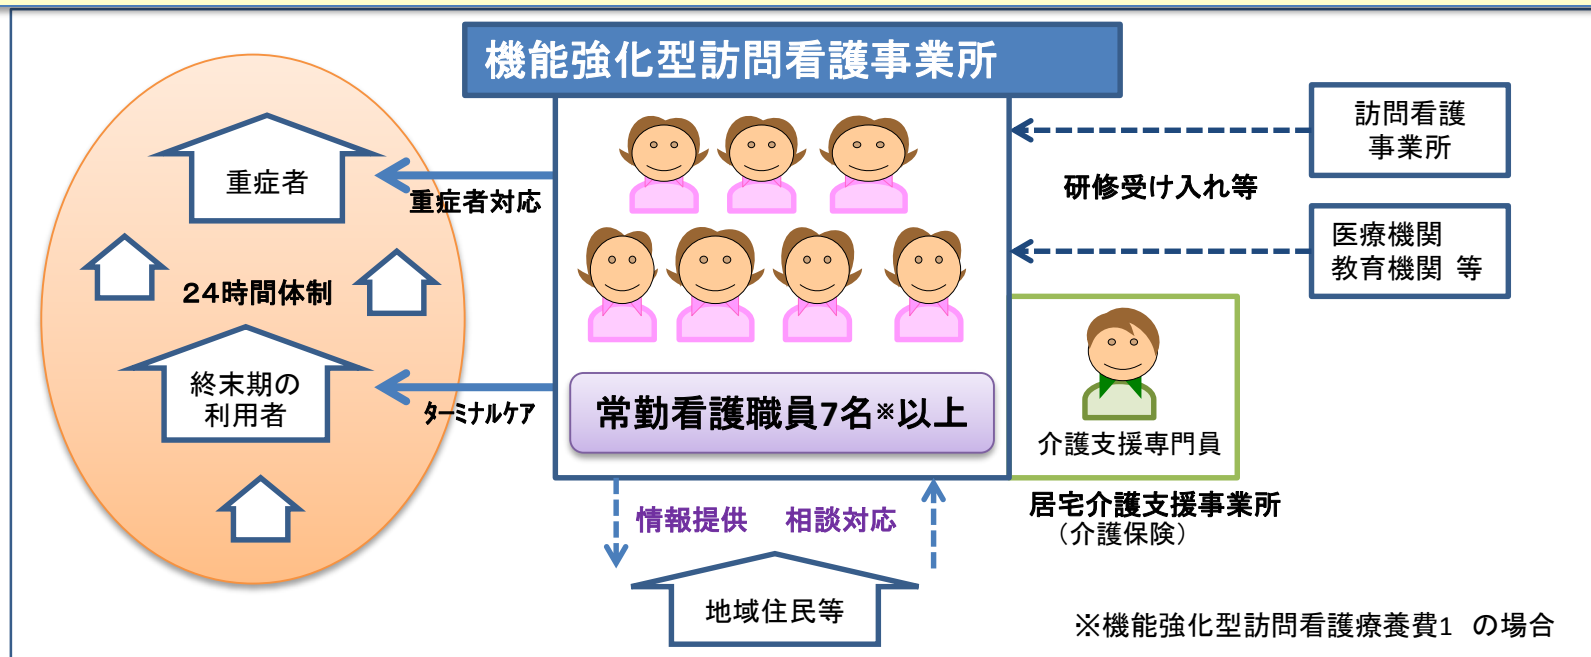 機能強化型訪問看護事業所
重症者
重症者対応
24時間体制
終末期の
利用者
ターミナルケア
常勤看護職員7名※以上
訪問看護
事業所
研修受け入れ等
医療機関
教育機関 等
介護支援専門員
居宅介護支援事業所
（介護保険）
情報提供 相談対応
地域住民等
※機能強化型訪問看護療養費1 の場合